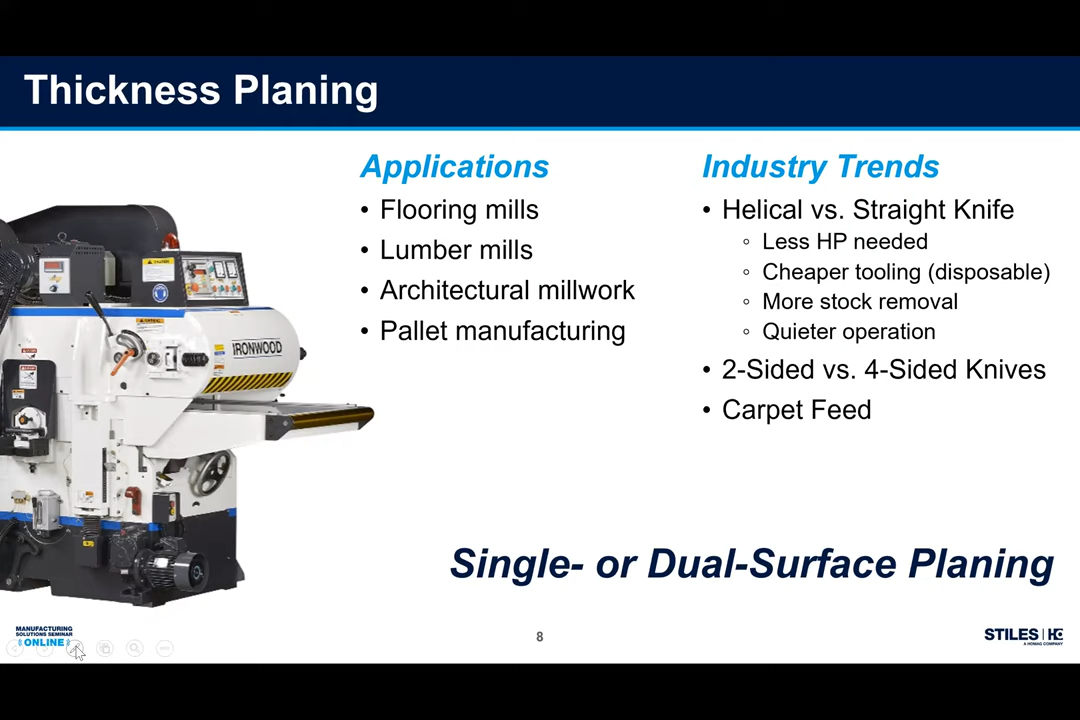 Thickness Planing
Applications
• Flooring mills
• Lumber mills
• Architectural millwork
• Pallet manufacturing
Industry Trends
• Helical vs. Straight Knife
◦ Less HP needed
◦ Cheaper tooling (disposable)
◦ More stock removal
◦ Quieter operation
• 2-Sided vs. 4-Sided Knives
• Carpet Feed
IRONWOOD
Single- or Dual-Surface Planing
MANUFACTURING
SOLUTIONS SEMINAR
ONLINE
8
STILES
A HOMAG COMPANY